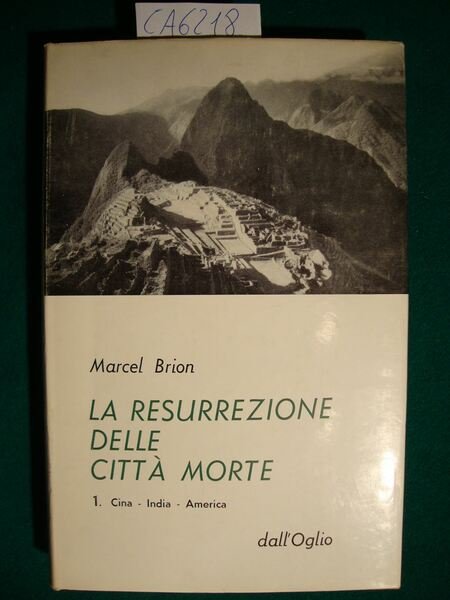 CA6218
Marcel Brion
LA RESURREZIONE
DELLE
CITTÀ MORTE
1. Cina - India - America
dall'Oglio